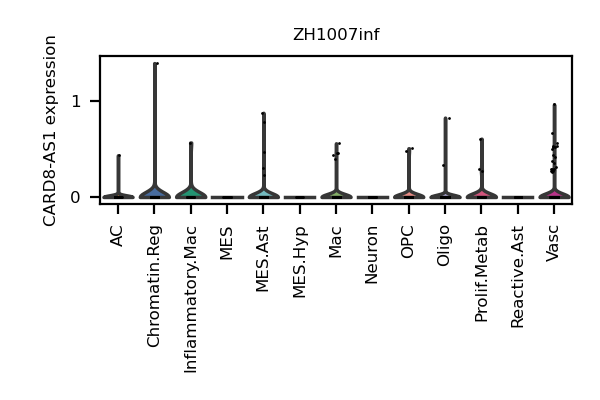 ZH1007inf
CARD8-AS1 expression
1
0
AC
Chromatin.Reg
Inflammatory.Mac
MES
MES.Ast
MES.Hyp
Mac
Neuron
OPC
Oligo
Prolif.Metab
Reactive.Ast
Vasc